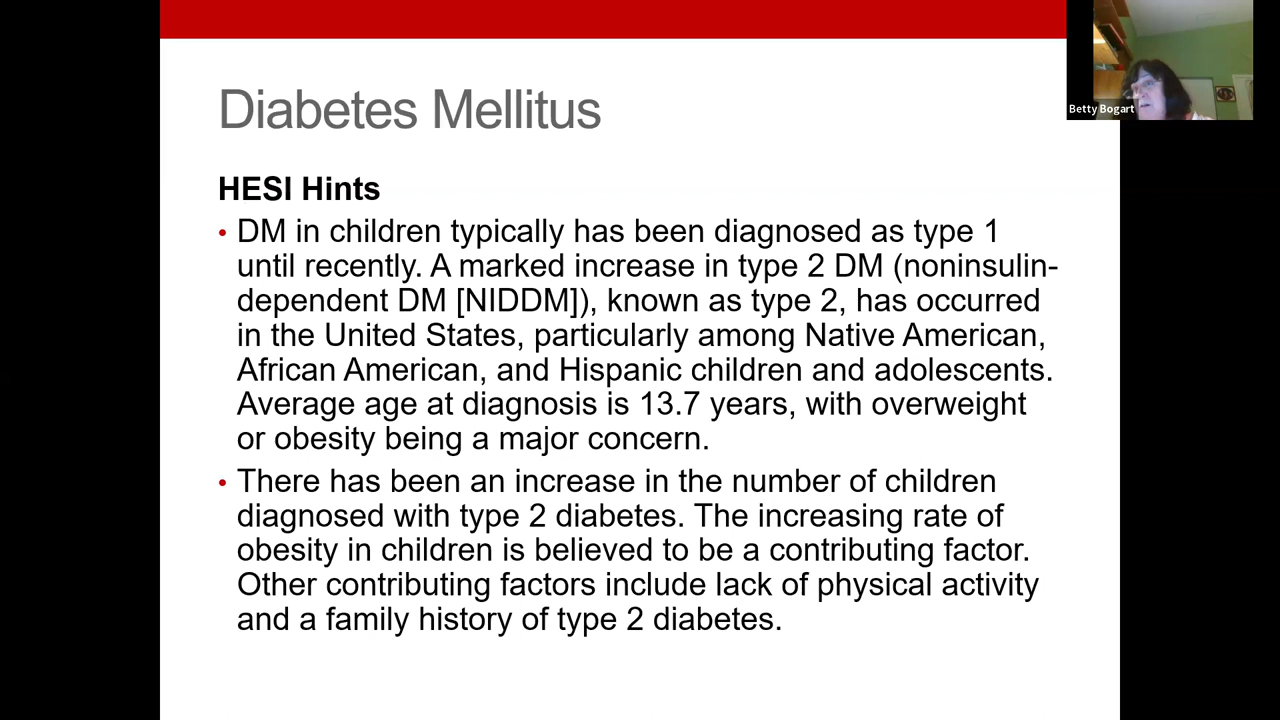 Betty Bogart
Diabetes Mellitus
HESI Hints
• DM in children typically has been diagnosed as type 1
until recently. A marked increase in type 2 DM (noninsulin-
dependent DM [NIDDM]), known as type 2, has occurred
in the United States, particularly among Native American,
African American, and Hispanic children and adolescents.
Average age at diagnosis is 13.7 years, with overweight
or obesity being a major concern.
• There has been an increase in the number of children
diagnosed with type 2 diabetes. The increasing rate of
obesity in children is believed to be a contributing factor.
Other contributing factors include lack of physical activity
and a family history of type 2 diabetes.